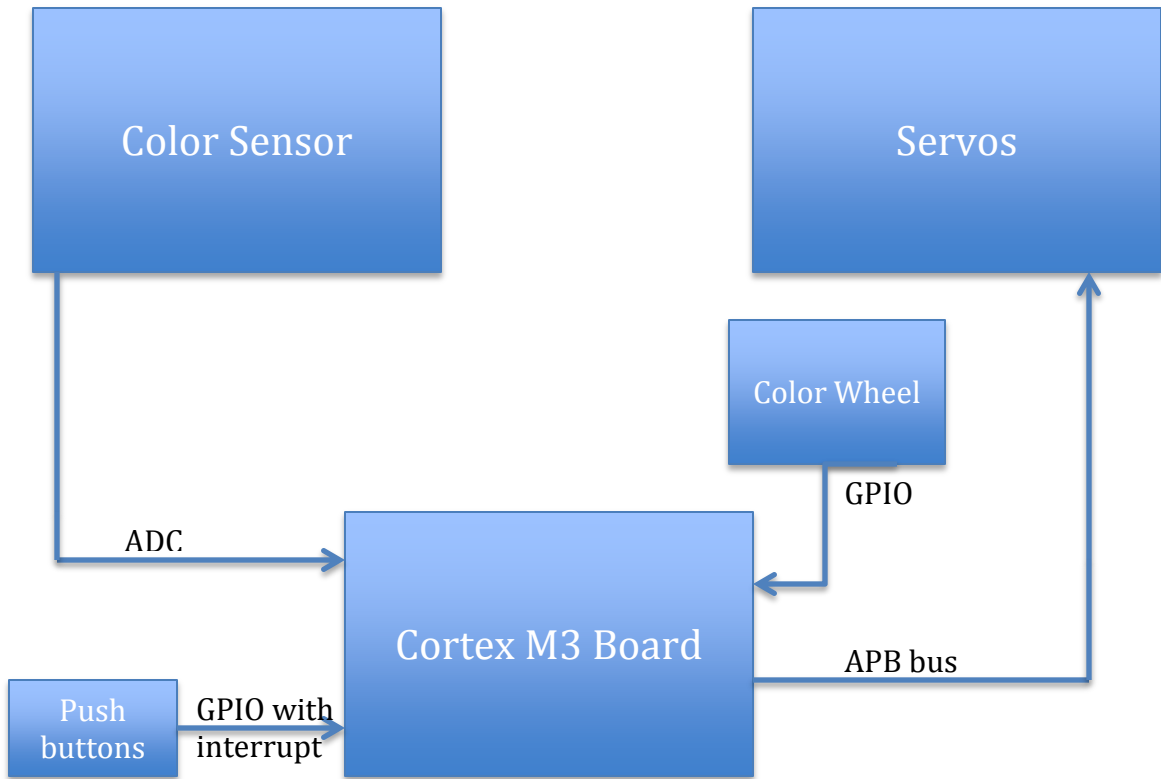 Color Sensor
Servos
Color Wheel
GPIO
ADC
Cortex M3 Board
APB bus
Push
buttons
GPIO with
interrupt